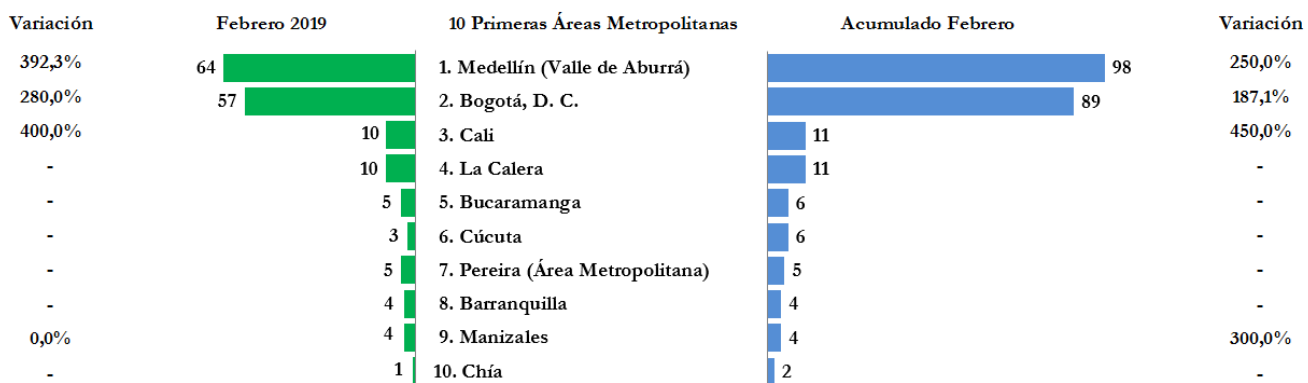 Variación Febrero 2019 10 Primeras Áreas Metropolitanas Acumulado Febrero Variación
392,3% 64 1. Medellín (Valle de Aburrá) 98 250,0%
280,0% 57 2. Bogotá, D. C. 89 187,1%
400,0% 10 3. Cali 11 450,0%
- 10 4. La Calera 11 -
- 5 5. Bucaramanga 6 -
- 3 6. Cúcuta 6 -
- 5 7. Pereira (Área Metropolitana) 5 -
- 4 8. Barranquilla 4 -
0,0% 4 9. Manizales 4 300,0%
- 1 10. Chía 2 -